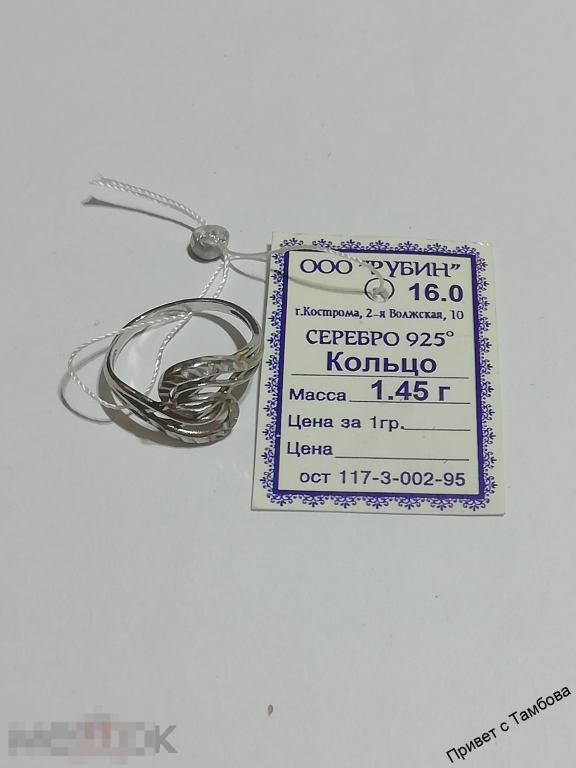 ООО "РУБИН"
16.0
г.Кострома, 2-я Волжская, 10
СЕРЕБРО 925°
Кольцо
Масса 1.45 г
Цена за 1гр.
Цена
ост 117-3-002-95
Привет с Тамбова